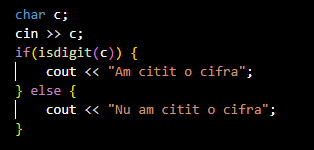 char c;
cin >> c;
if(isdigit(c)) {
    cout << "Am citit o cifra";
} else {
    cout << "Nu am citit o cifra";
}